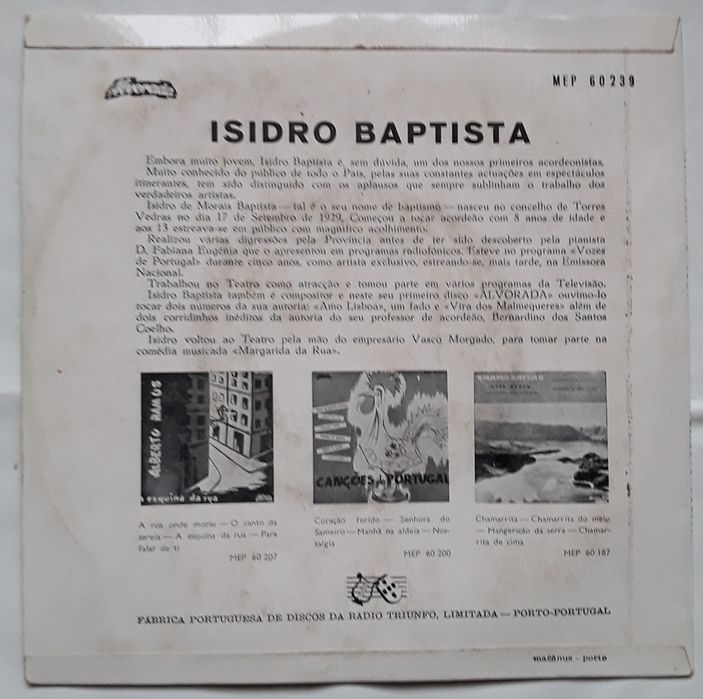 Alvorada
MEP 60239
ISIDRO BAPTISTA
Embora muito jovem, Isidro Baptista é, sem dúvida, um dos nossos primeiros acordeonistas.
Muito conhecido do público de todo o País, pelas suas constantes actuações em espectáculos
itinerantes, tem sido distinguido com os aplausos que sempre sublinham o trabalho dos
verdadeiros artistas.
Isidro de Morais Baptista — tal é o seu nome de baptismo — nasceu no concelho de Torres
Vedras no dia 17 de Setembro de 1929. Começou a tocar acordeão com 8 anos de idade e
aos 13 estreava-se em público com magnífico acolhimento.
Realizou várias digressões pela Província antes de ter sido descoberto pela pianista
D. Fabiana Eugénia que o apresentou em programas radiofónicos. Esteve no programa «Vozes
de Portugal» durante cinco anos, como artista exclusivo, estreando-se, mais tarde, na Emissora
Nacional.
Trabalhou no Teatro como atracção e tomou parte em vários programas da Televisão.
Isidro Baptista também é compositor e neste seu primeiro disco «ALVORADA» ouvimo-lo
tocar dois números da sua autoria: «Amo Lisboa», um fado e «Vira dos Malmequeres» além de
dois corridinhos inéditos da autoria do seu professor de acordeão, Bernardino dos Santos
Coelho.
Isidro voltou ao Teatro pela mão do empresário Vasco Morgado, para tomar parte na
comédia musicada «Margarida da Rua».
ALBERTO RAMOS
a esquina da rua
CANÇÕES de PORTUGAL
CHAMARRITAS
A rua onde moras — O canto da
sereia — A esquina da rua — Para
falar de ti
MEP 60 207
Coração ferido — Senhora do
Sameiro — Manhã na aldeia — Nos-
talgia
MEP 60.200
Chamarrita — Chamarrita do meio
— Mangericão da serra — Chamar-
rita de cima
MEP 60 187
FÁBRICA PORTUGUESA DE DISCOS DA RADIO TRIUNFO, LIMITADA — PORTO-PORTUGAL
marânus - porto